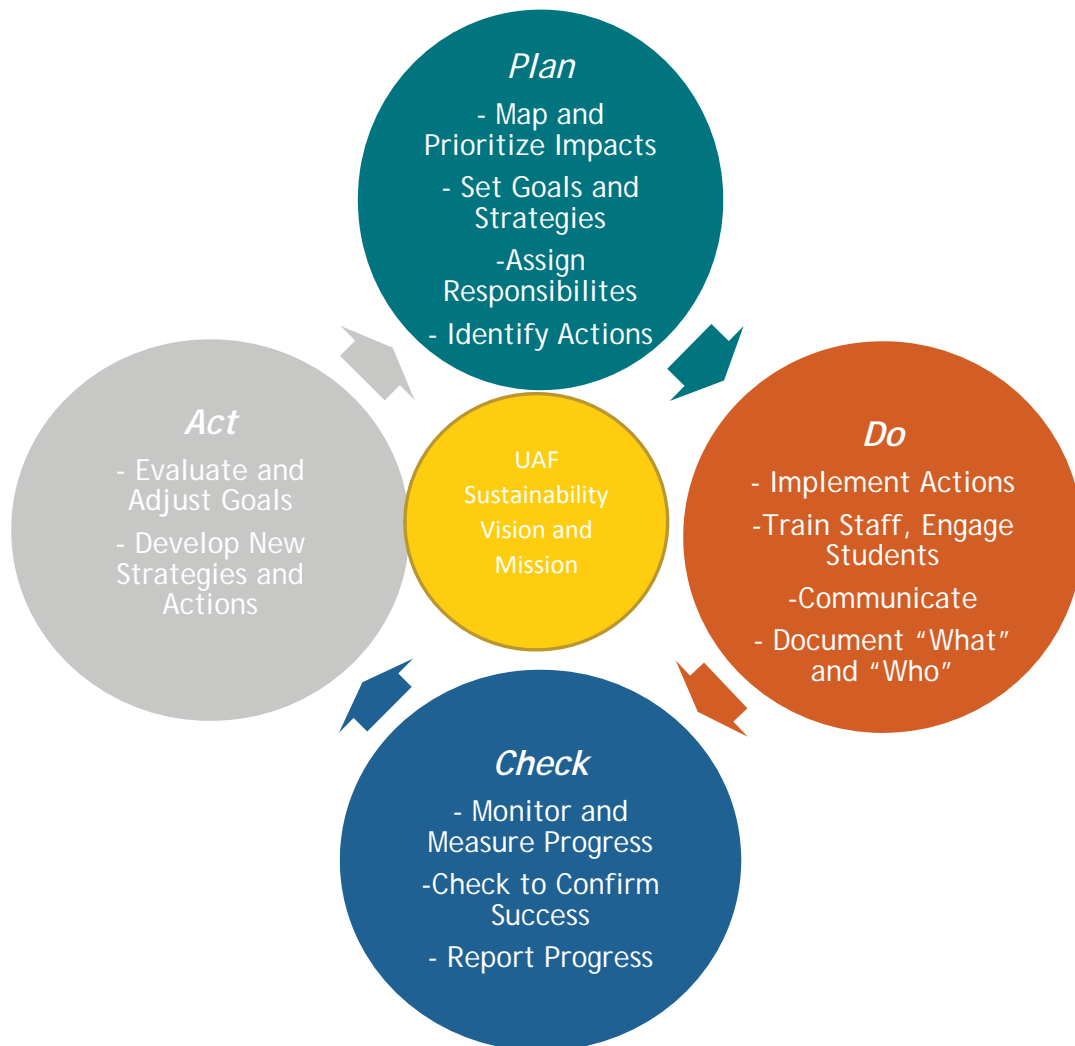 Plan
- Map and
Prioritize Impacts
- Set Goals and
Strategies
-Assign
Responsibilites
- Identify Actions
Act
- Evaluate and
Adjust Goals
- Develop New
Strategies and
Actions
UAF
Sustainability
Vision and
Mission
Do
- Implement Actions
-Train Staff, Engage
Students
-Communicate
- Document “What”
and “Who”
Check
- Monitor and
Measure Progress
-Check to Confirm
Success
- Report Progress